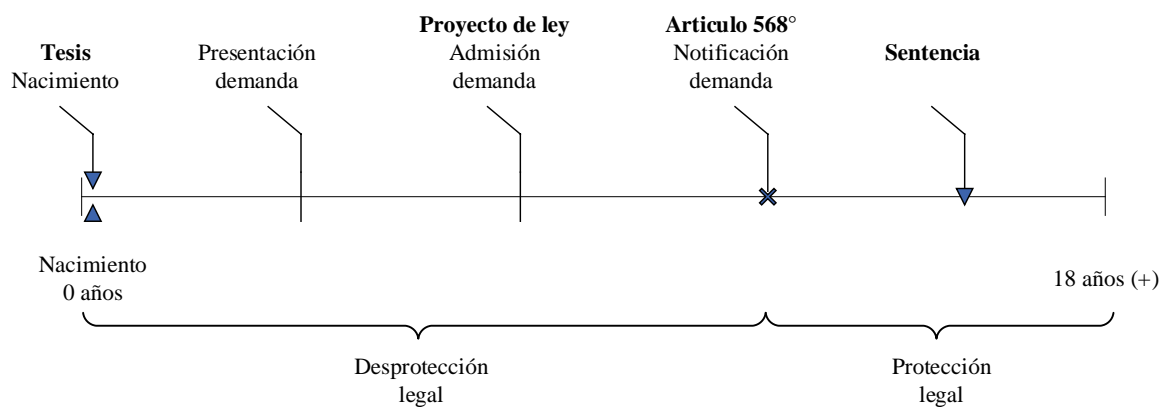 Tesis
Nacimiento
Presentación
demanda
Proyecto de ley
Admisión
demanda
Articulo 568°
Notificación
demanda
Sentencia
Nacimiento
0 años
18 años (+)
Desprotección
legal
Protección
legal